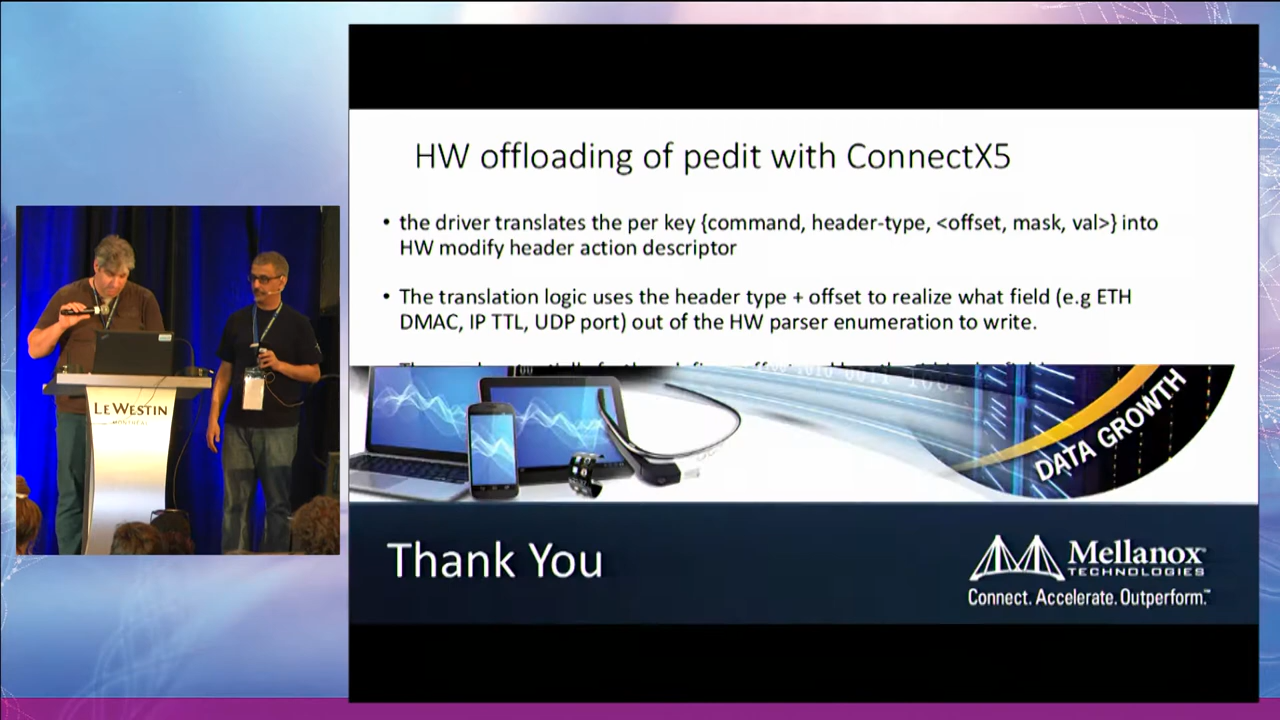 HW offloading of pedit with ConnectX5
• the driver translates the per key {command, header-type, <offset, mask, val>} into
HW modify header action descriptor
• The translation logic uses the header type + offset to realize what field (e.g ETH
DMAC, IP TTL, UDP port) out of the HW parser enumeration to write.
DATA GROWTH
Thank You
Mellanox
TECHNOLOGIES
Connect. Accelerate. Outperform.™
LE WESTIN
MONTRÉAL